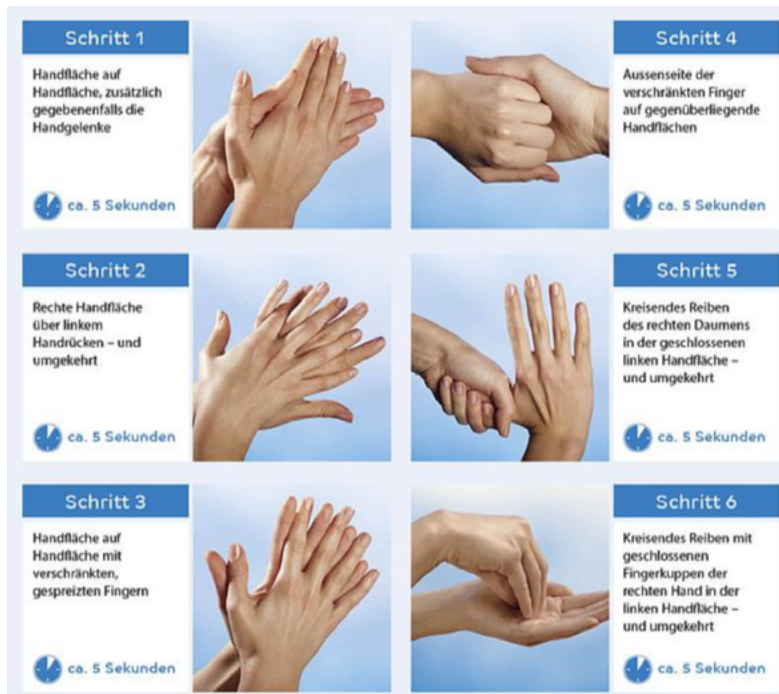 Schritt 1
Handfläche auf
Handfläche, zusätzlich
gegebenenfalls die
Handgelenke
ca. 5 Sekunden
Schritt 2
Rechte Handfläche
über linkem
Handrücken – und
umgekehrt
ca. 5 Sekunden
Schritt 3
Handfläche auf
Handfläche mit
verschränkten,
gespreizten Fingern
ca. 5 Sekunden
Schritt 4
Aussenseite der
verschränkten Finger
auf gegenüberliegende
Handflächen
ca. 5 Sekunden
Schritt 5
Kreisendes Reiben
des rechten Daumens
in der geschlossenen
linken Handfläche –
und umgekehrt
ca. 5 Sekunden
Schritt 6
Kreisendes Reiben mit
geschlossenen
Fingerkuppen der
rechten Hand in der
linken Handfläche –
und umgekehrt
ca. 5 Sekunden